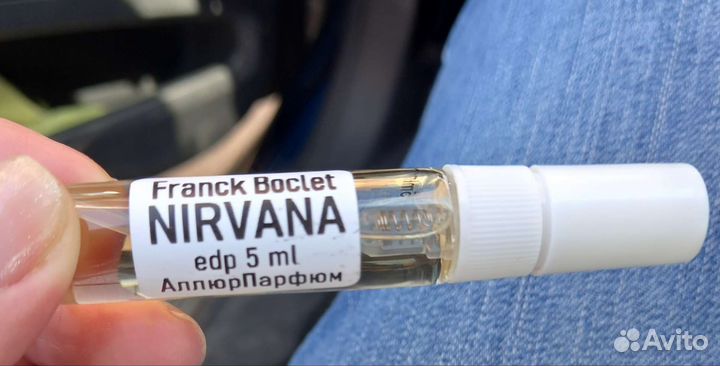 Franck Boclet
NIRVANA
edp 5 ml
АллюрПарфюм
Avito